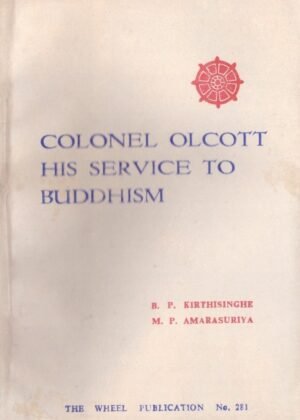 COLONEL OLCOTT
HIS SERVICE TO
BUDDHISM
B. P. KIRTHISINGHE
M. P. AMARASURIYA
THE WHEEL PUBLICATION No. 281